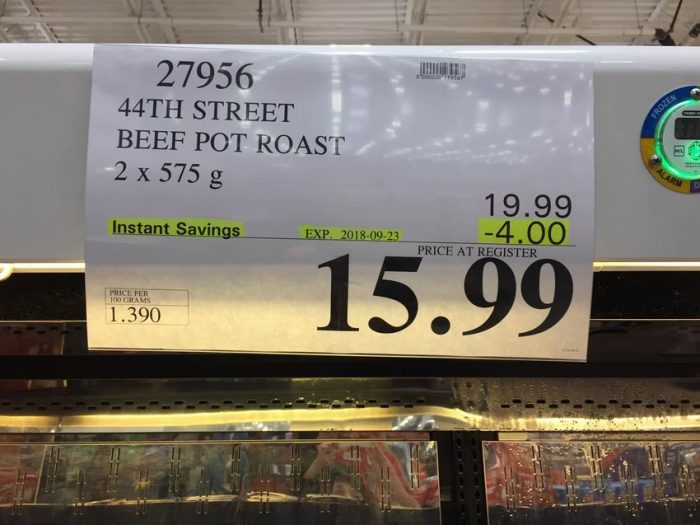 27956
44TH STREET
BEEF POT ROAST
2 x 575 g
19.99
Instant Savings EXP. 2018-09-23 -4.00
PRICE AT REGISTER
15.99
PRICE PER
100 GRAMS
1.390
FROZEN
ALARM